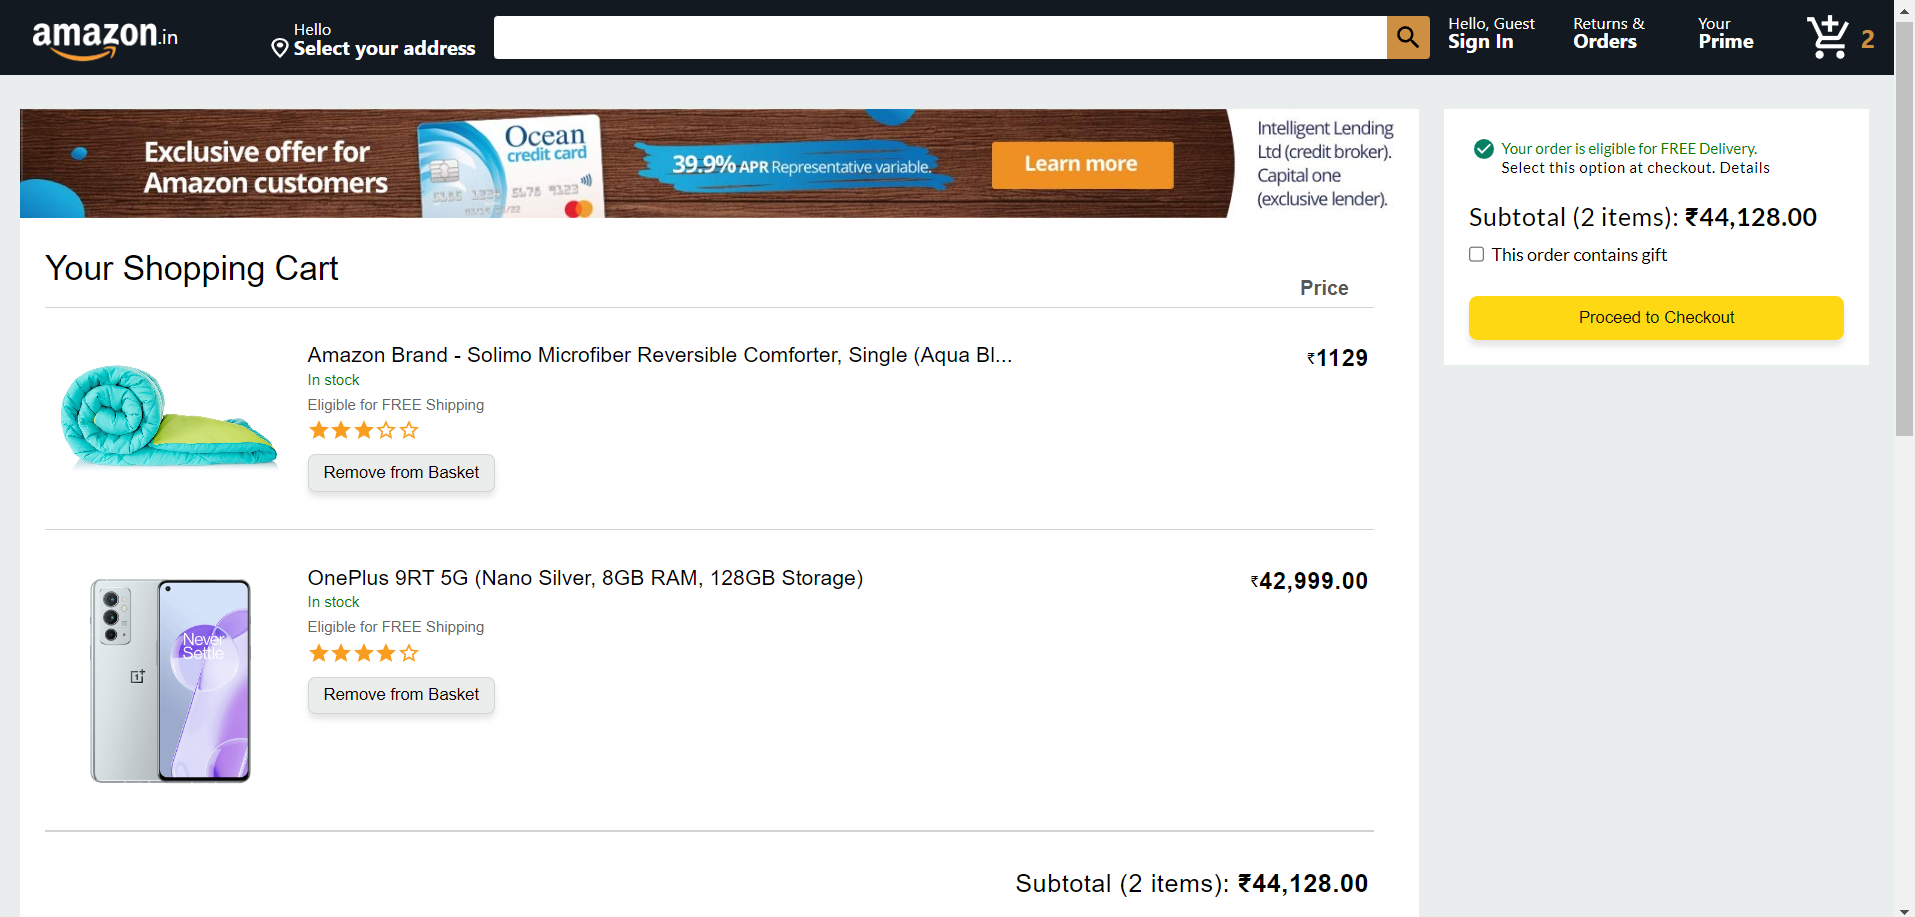 amazon.in
Hello
Select your address
Hello, Guest
Sign In
Returns &
Orders
Your
Prime
2
Exclusive offer for
Amazon customers
Ocean
credit card
39.9% APR Representative variable.
Learn more
Intelligent Lending
Ltd (credit broker).
Capital one
(exclusive lender).
Your order is eligible for FREE Delivery.
Select this option at checkout. Details
Subtotal (2 items): ₹44,128.00
This order contains gift
Proceed to Checkout
Your Shopping Cart
Price
Amazon Brand - Solimo Microfiber Reversible Comforter, Single (Aqua Bl...
₹1129
In stock
Eligible for FREE Shipping
Remove from Basket
OnePlus 9RT 5G (Nano Silver, 8GB RAM, 128GB Storage)
₹42,999.00
In stock
Eligible for FREE Shipping
Remove from Basket
Never
Settle
Subtotal (2 items): ₹44,128.00